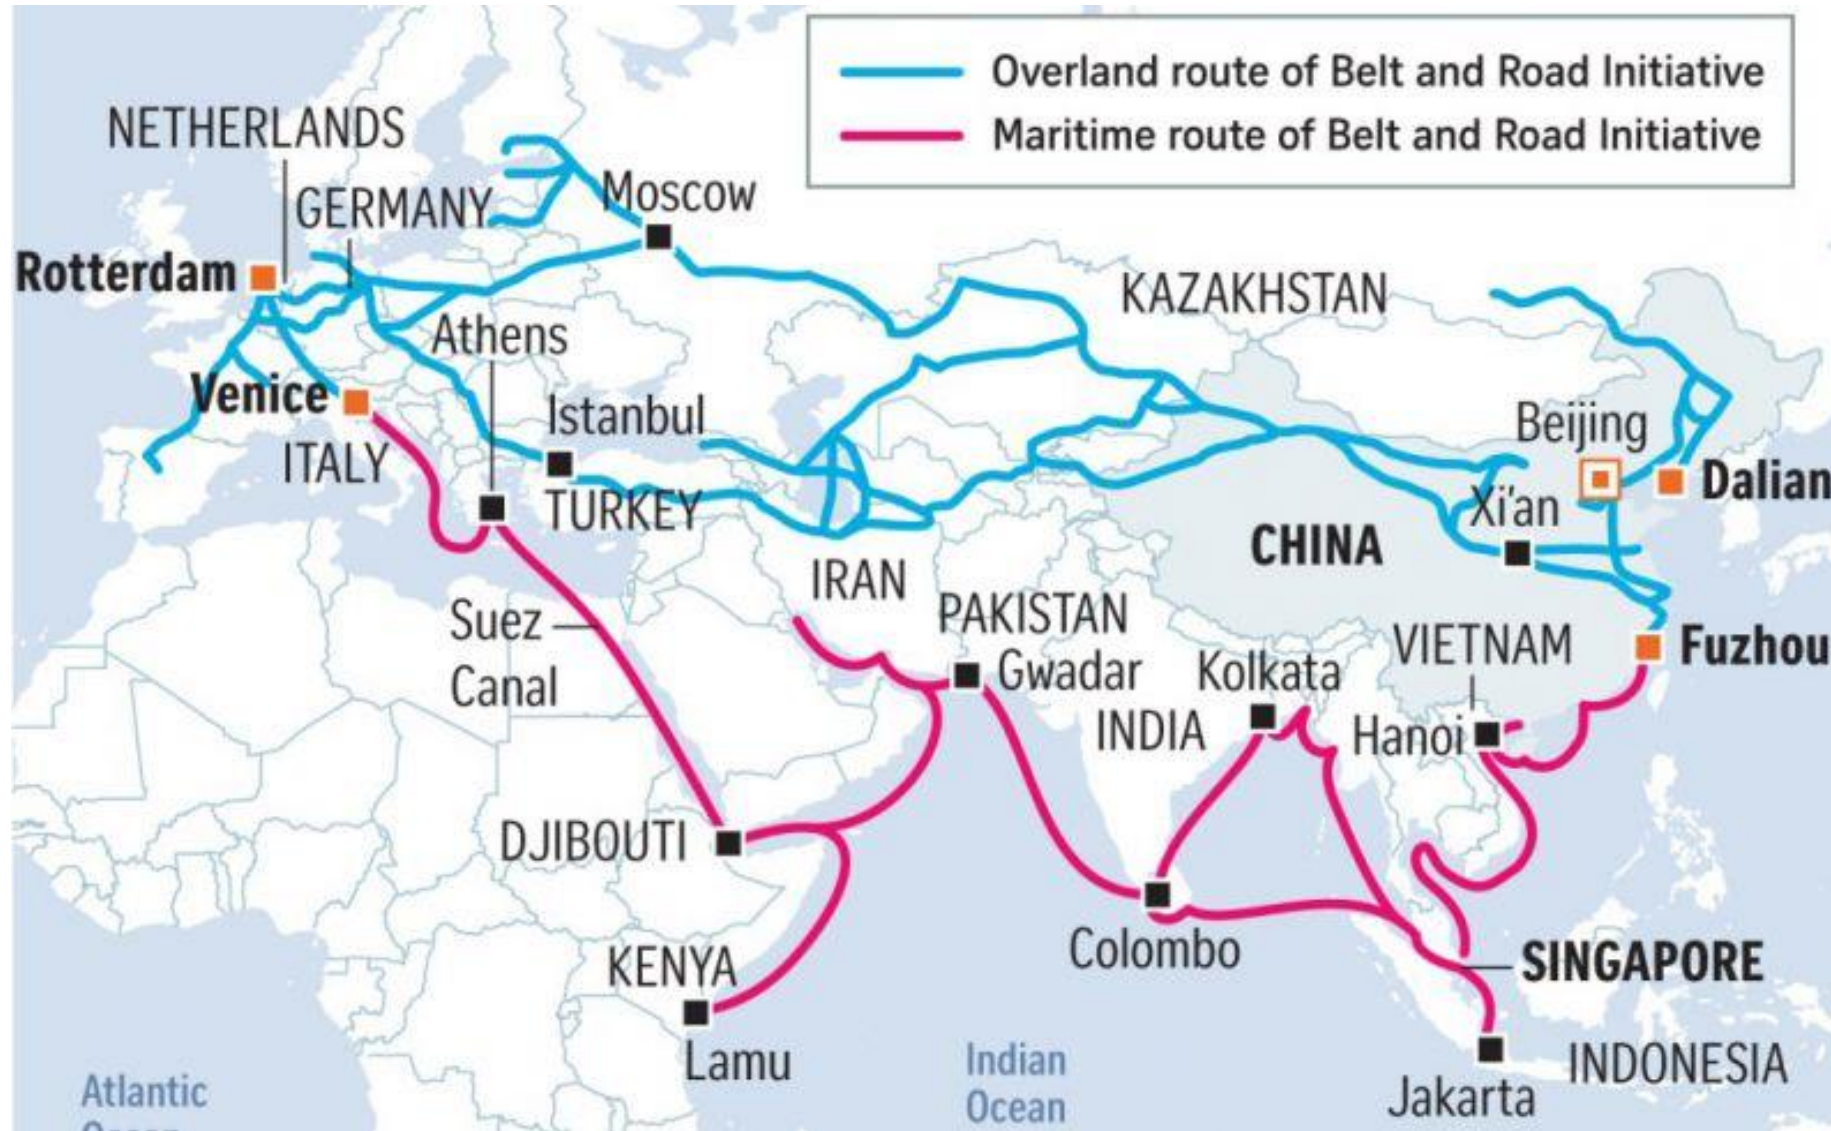 Overland route of Belt and Road Initiative
Maritime route of Belt and Road Initiative
NETHERLANDS
GERMANY
Moscow
Rotterdam
KAZAKHSTAN
Athens
Venice
Istanbul
Beijing
ITALY
Dalian
TURKEY
Xi'an
CHINA
IRAN
PAKISTAN
Suez
Canal
VIETNAM
Fuzhou
Gwadar
Kolkata
INDIA
Hanoi
DJIBOUTI
Colombo
SINGAPORE
KENYA
Lamu
Indian
Ocean
INDONESIA
Jakarta
Atlantic
Ocean